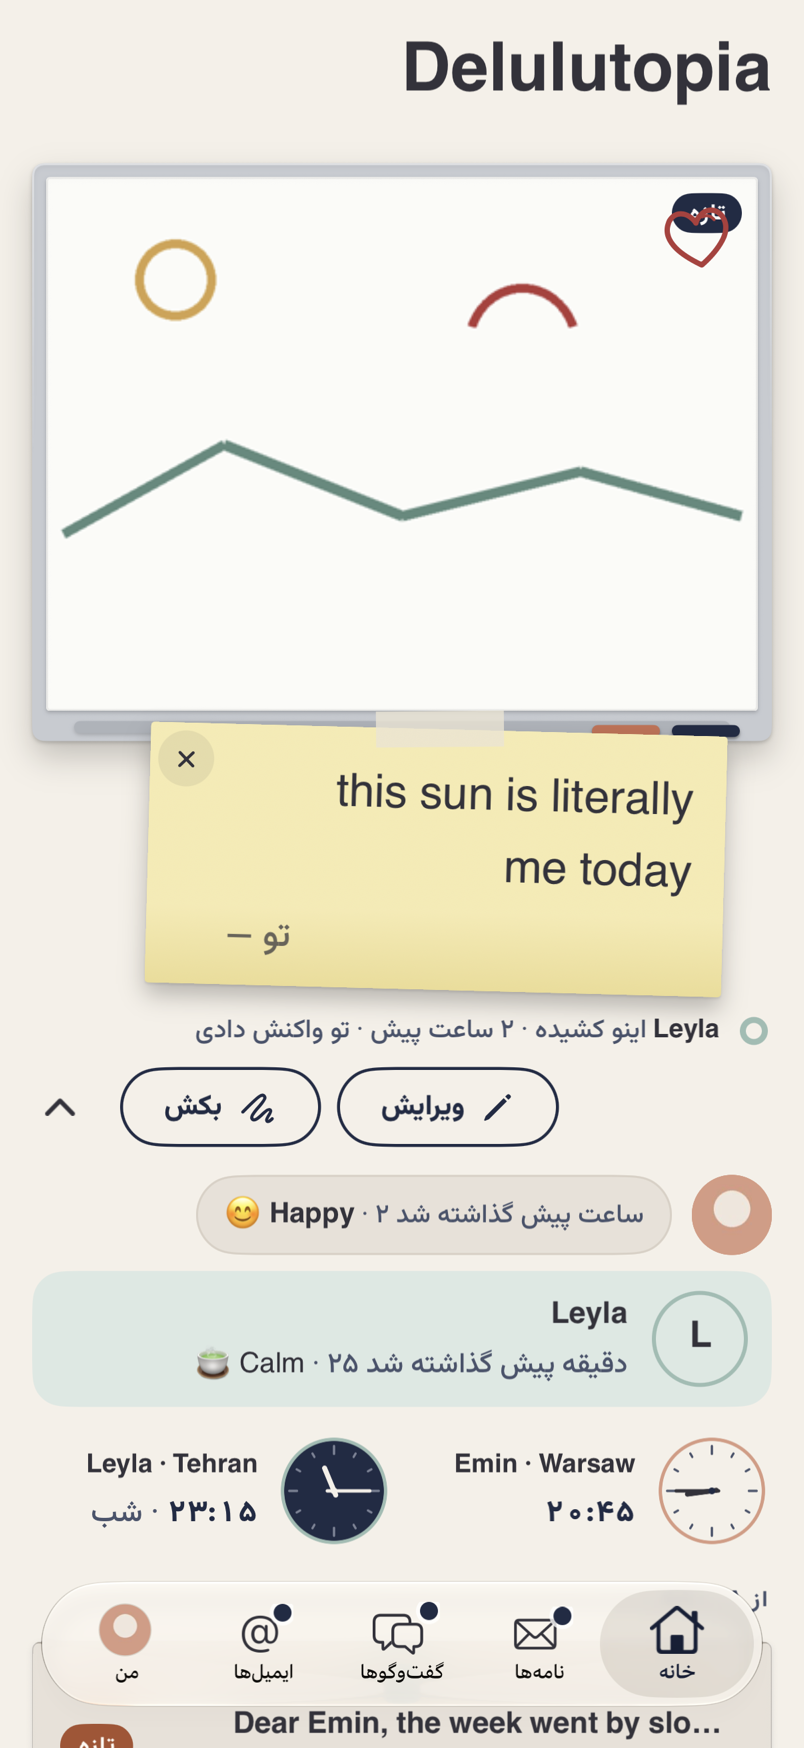 Delulutopia
تازه
this sun is literally
me today
— تو
Leyla اینو کشیده · ۲ ساعت پیش · تو واکنش دادی
ویرایش
بکش
😊 Happy · ۲ ساعت پیش گذاشته شد
L
Leyla
🍵 Calm · ۲۵ دقیقه پیش گذاشته شد
Emin · Warsaw
۲۰:۴۵
Leyla · Tehran
۲۳:۱۵ · شب
خانه
نامه‌ها
گفت‌وگوها
ایمیل‌ها
من
Dear Emin, the week went by slo...
تازه